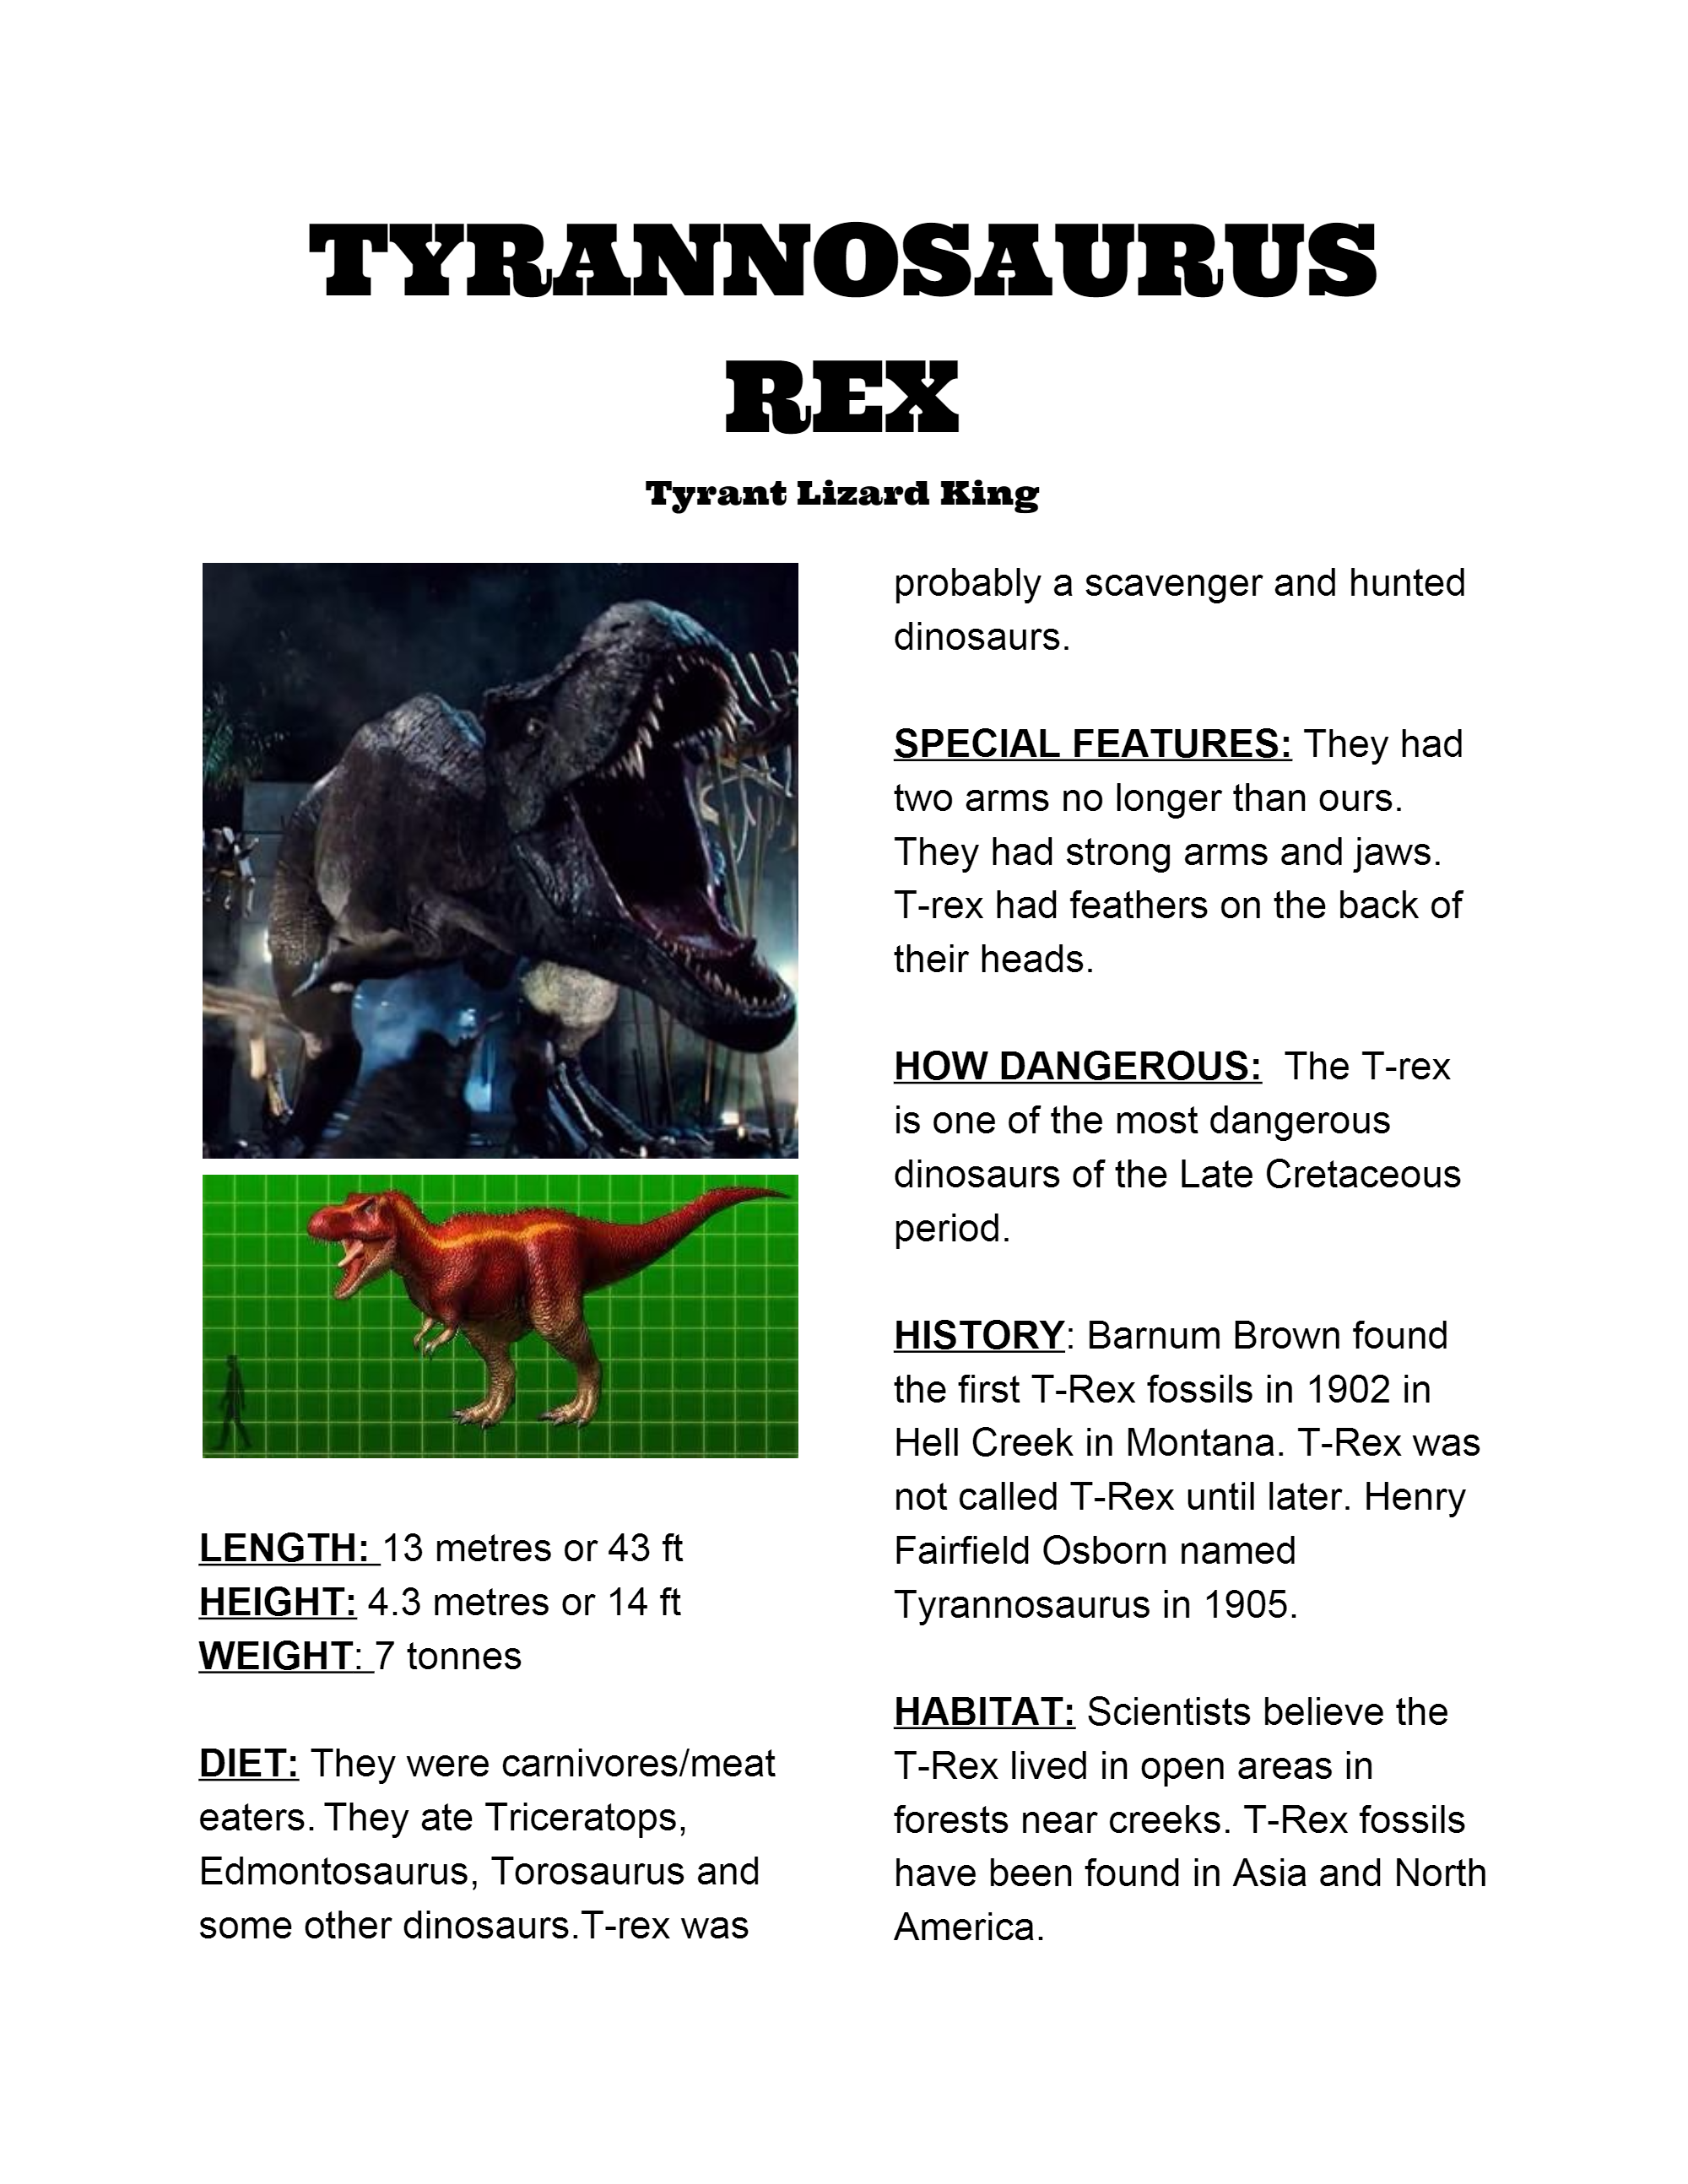 TYRANNOSAURUS
REX
Tyrant Lizard King
LENGTH: 13 metres or 43 ft
HEIGHT: 4.3 metres or 14 ft
WEIGHT: 7 tonnes
DIET: They were carnivores/meat
eaters. They ate Triceratops,
Edmontosaurus, Torosaurus and
some other dinosaurs.T-rex was
probably a scavenger and hunted
dinosaurs.
SPECIAL FEATURES: They had
two arms no longer than ours.
They had strong arms and jaws.
T-rex had feathers on the back of
their heads.
HOW DANGEROUS:  The T-rex
is one of the most dangerous
dinosaurs of the Late Cretaceous
period.
HISTORY: Barnum Brown found
the first T-Rex fossils in 1902 in
Hell Creek in Montana. T-Rex was
not called T-Rex until later. Henry
Fairfield Osborn named
Tyrannosaurus in 1905.
HABITAT: Scientists believe the
T-Rex lived in open areas in
forests near creeks. T-Rex fossils
have been found in Asia and North
America.